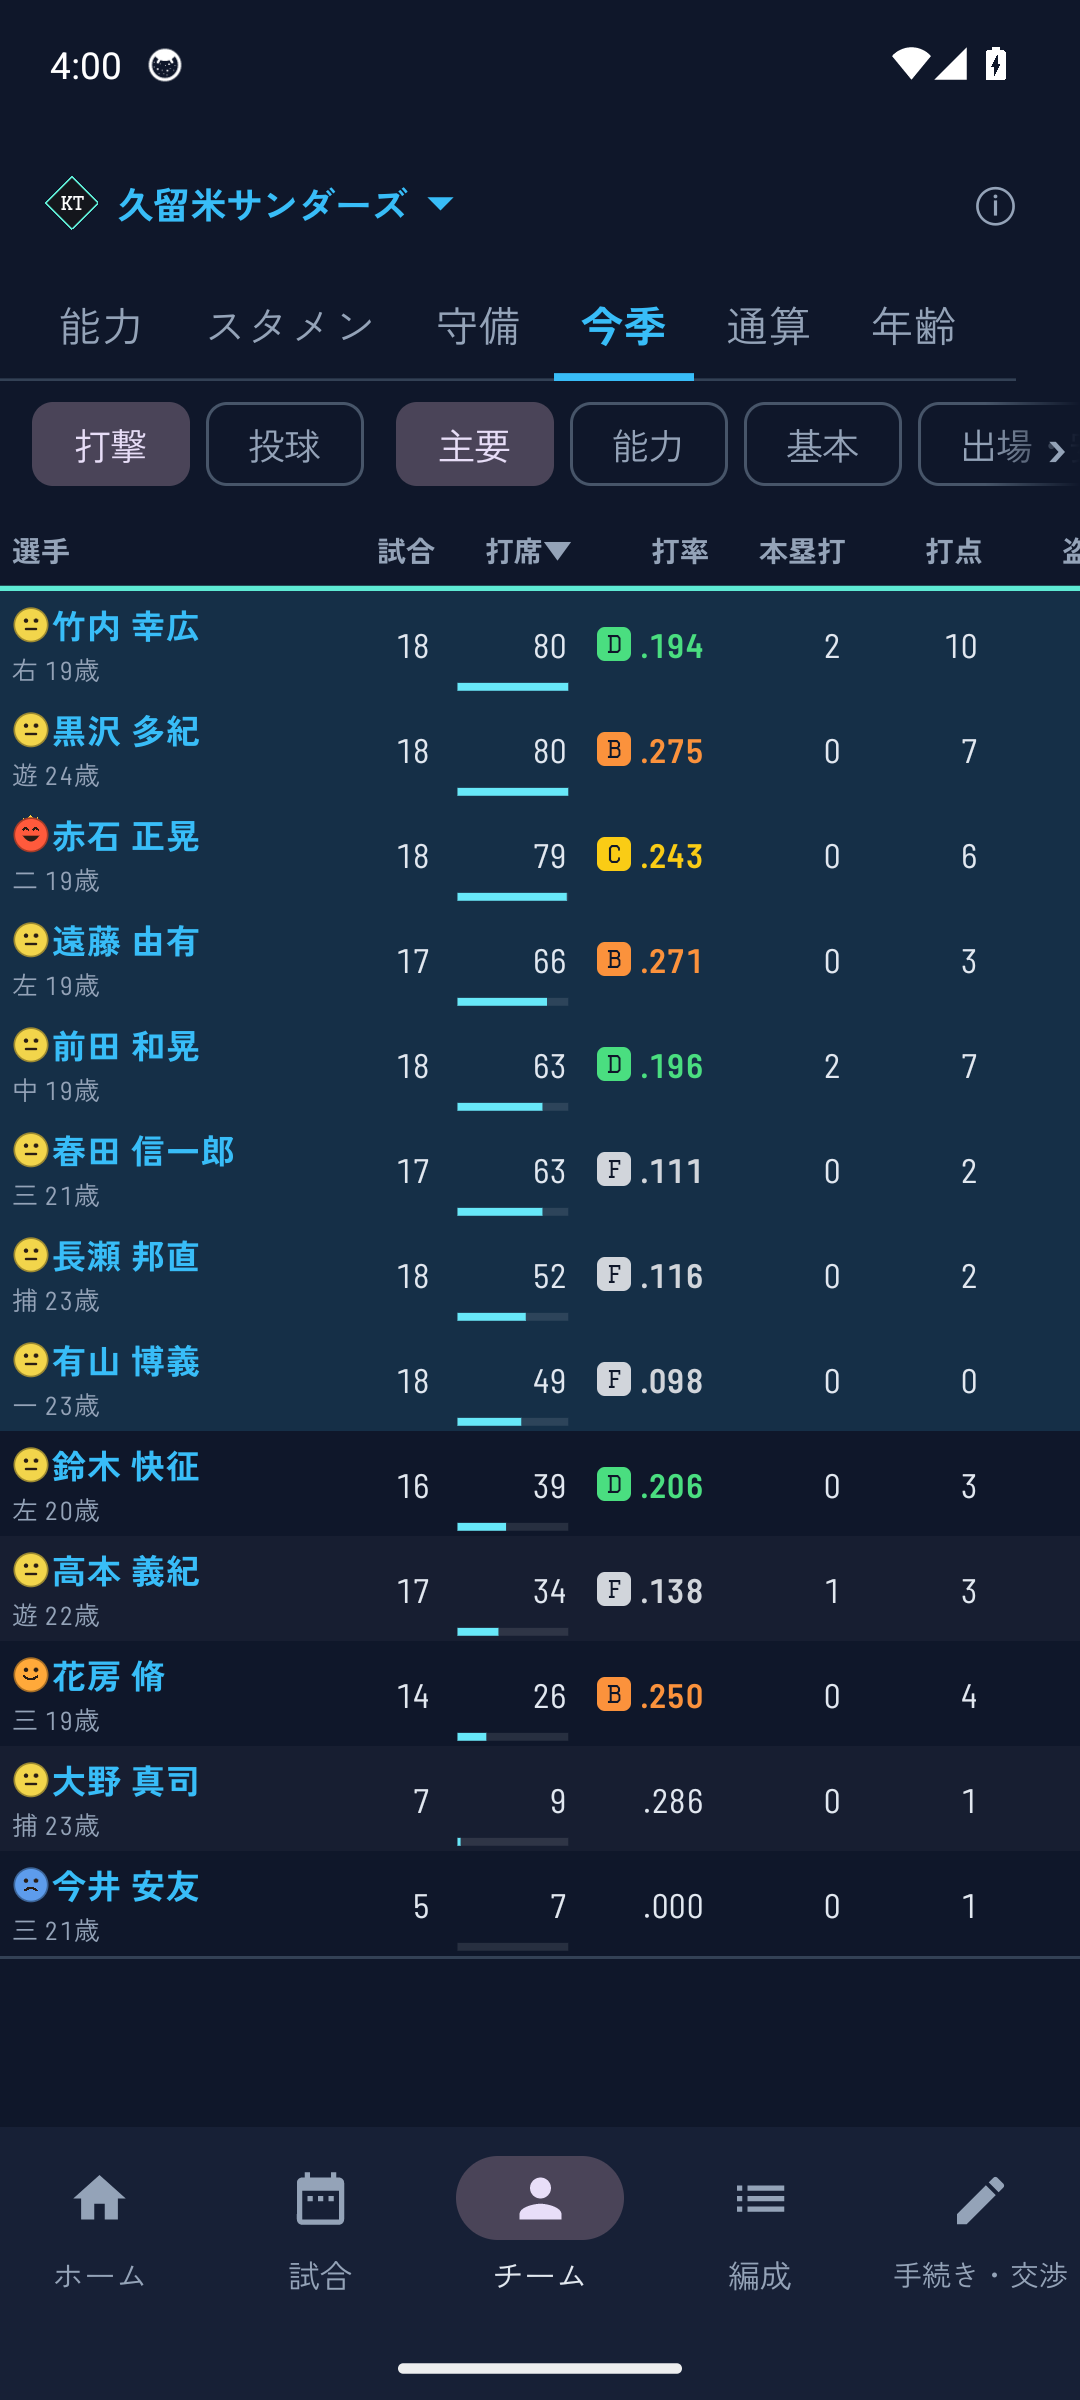 4:00
KT 久留米サンダーズ
能力 スタメン 守備 今季 通算 年齢
打撃 投球 主要 能力 基本 出場
選手 試合 打席▼ 打率 本塁打 打点 盗
竹内 幸広 18 80 D .194 2 10
右 19歳
黒沢 多紀 18 80 B .275 0 7
遊 24歳
赤石 正晃 18 79 C .243 0 6
二 19歳
遠藤 由有 17 66 B .271 0 3
左 19歳
前田 和晃 18 63 D .196 2 7
中 19歳
春田 信一郎 17 63 F .111 0 2
三 21歳
長瀬 邦直 18 52 F .116 0 2
捕 23歳
有山 博義 18 49 F .098 0 0
一 23歳
鈴木 快征 16 39 D .206 0 3
左 20歳
高本 義紀 17 34 F .138 1 3
遊 22歳
花房 脩 14 26 B .250 0 4
三 19歳
大野 真司 7 9 .286 0 1
捕 23歳
今井 安友 5 7 .000 0 1
三 21歳
ホーム 試合 チーム 編成 手続き・交渉